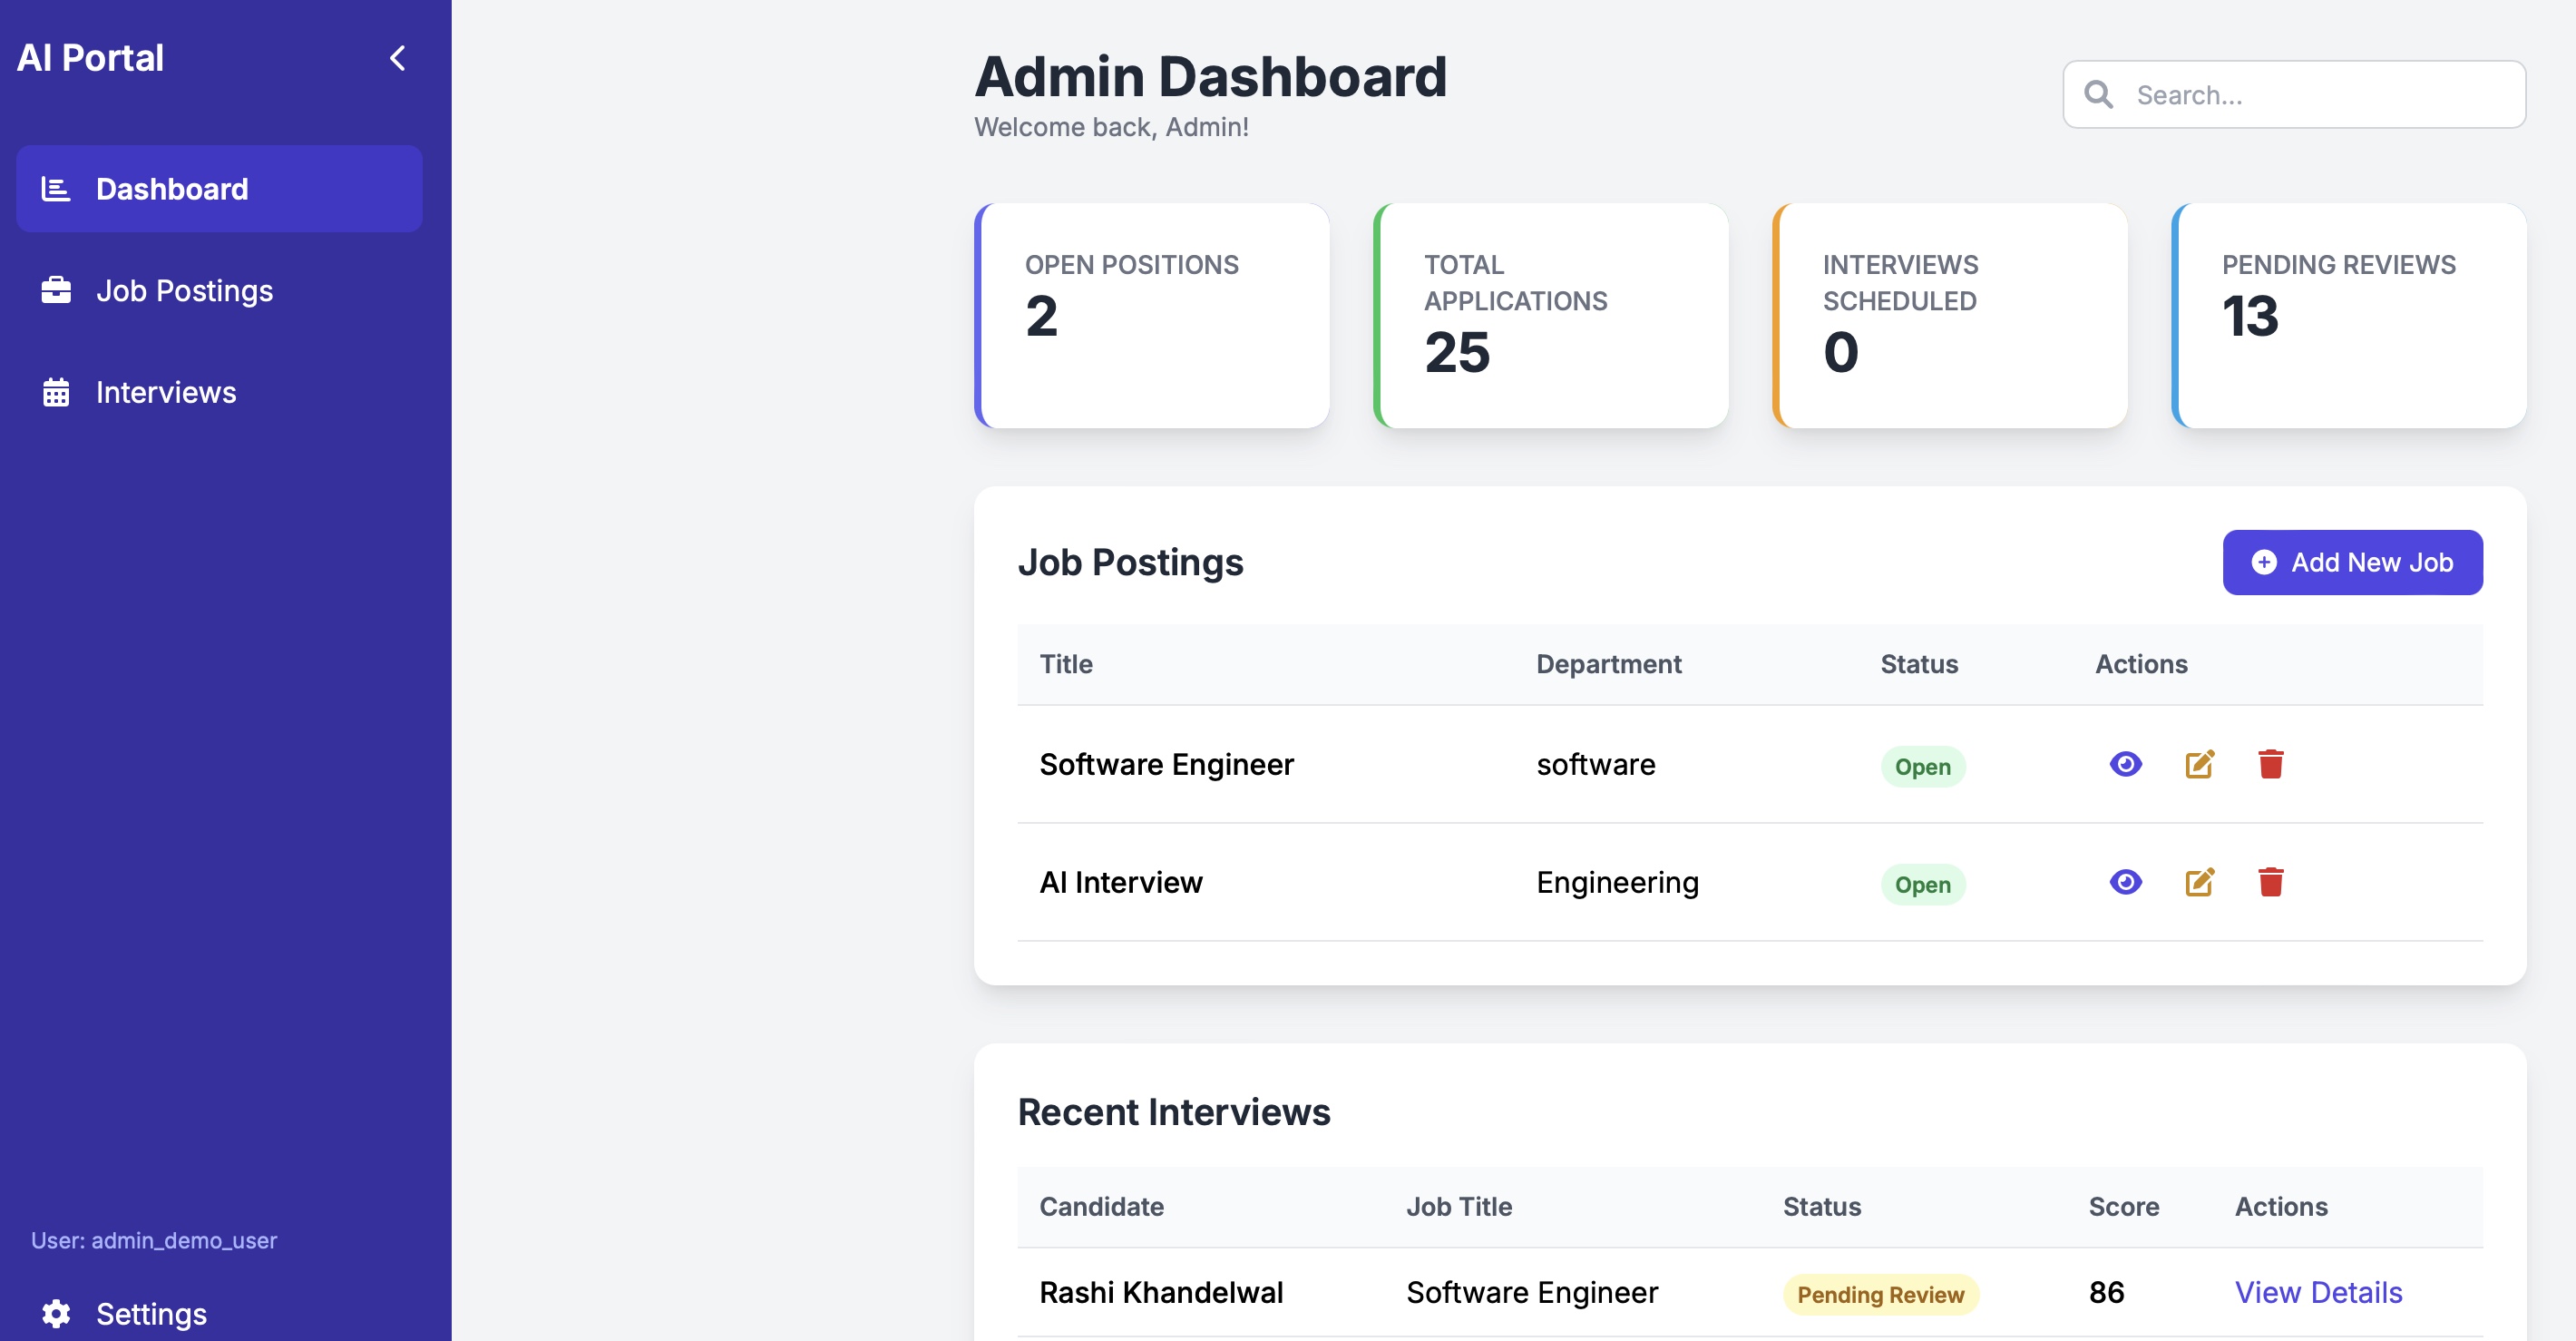 AI Portal
Dashboard
Job Postings
Interviews
User: admin_demo_user
Settings
Admin Dashboard
Welcome back, Admin!
Search...
OPEN POSITIONS
2
TOTAL
APPLICATIONS
25
INTERVIEWS
SCHEDULED
0
PENDING REVIEWS
13
Job Postings
Add New Job
Title Department Status Actions
Software Engineer software Open
AI Interview Engineering Open
Recent Interviews
Candidate Job Title Status Score Actions
Rashi Khandelwal Software Engineer Pending Review 86 View Details